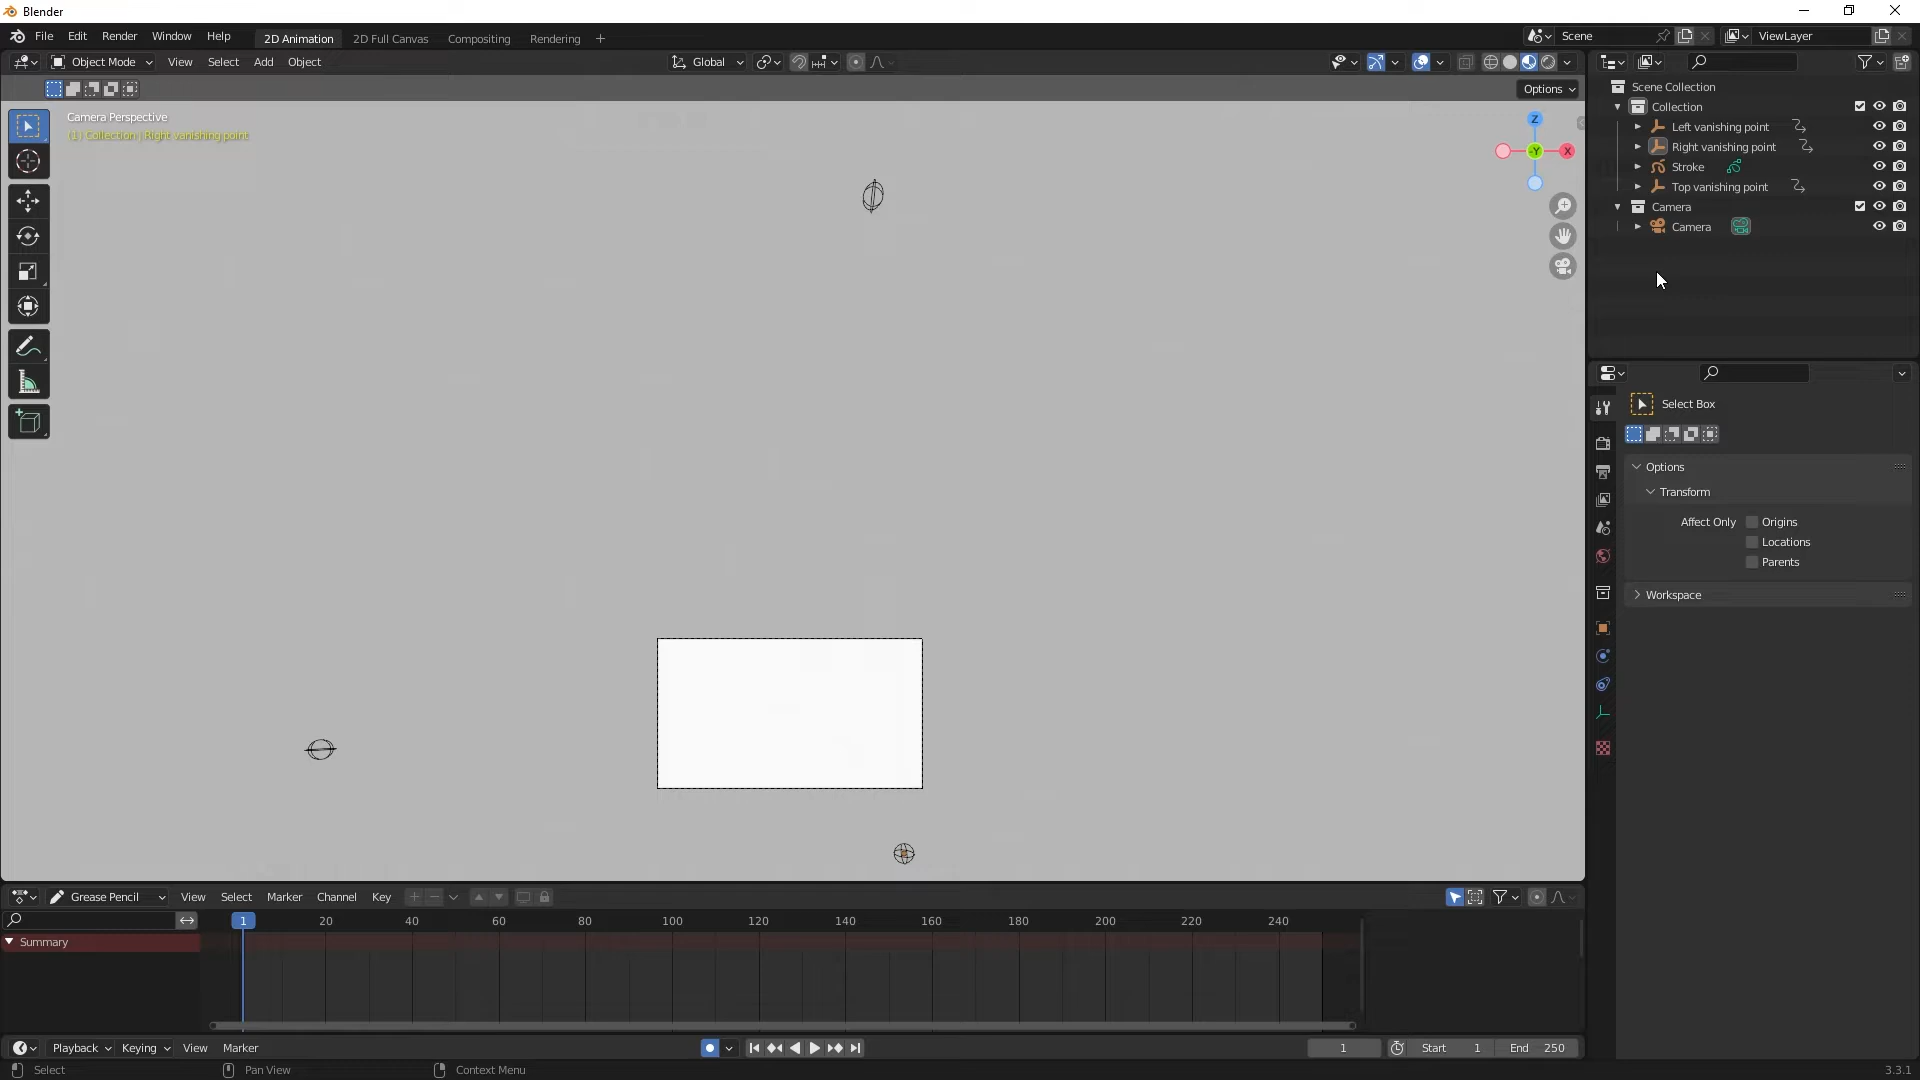 Blender
File Edit Render Window Help 2D Animation 2D Full Canvas Compositing Rendering + Scene ViewLayer
Object Mode View Select Add Object Global
Options
Camera Perspective
(1) Collection | Right vanishing point
Z
X
-Y
Scene Collection
Collection
Left vanishing point
Right vanishing point
Stroke
Top vanishing point
Camera
Camera
Select Box
Options
Transform
Affect Only Origins
Locations
Parents
Workspace
Grease Pencil View Select Marker Channel Key
1 20 40 60 80 100 120 140 160 180 200 220 240
Summary
Playback Keying View Marker 1 Start 1 End 250
Select Pan View Context Menu 3.3.1